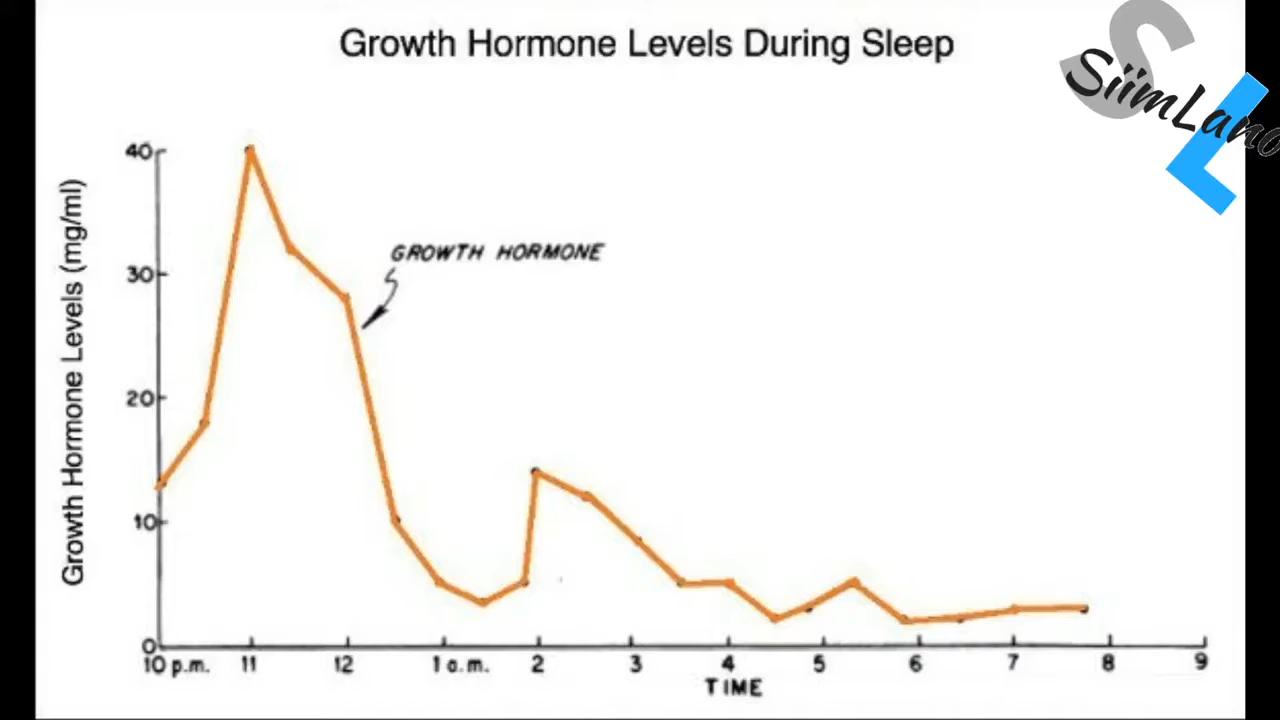 Growth Hormone Levels During Sleep
SiimLand
Growth Hormone Levels (mg/ml)
40
30
20
10
0
GROWTH HORMONE
10 p.m. 11 12 1 a.m. 2 3 4 5 6 7 8 9
TIME